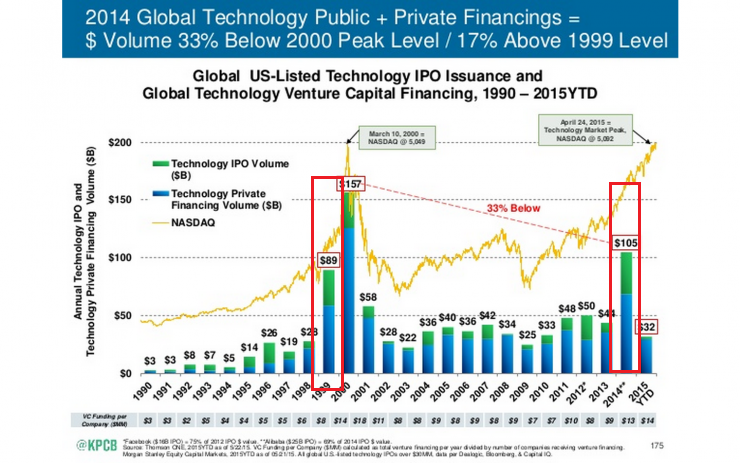 2014 Global Technology Public + Private Financings =
$ Volume 33% Below 2000 Peak Level / 17% Above 1999 Level
Global US-Listed Technology IPO Issuance and
Global Technology Venture Capital Financing, 1990 – 2015YTD
Annual Technology IPO and
Technology Private Financing Volume ($B)
$200
$150
$100
$50
$0
Technology IPO Volume
($B)
Technology Private
Financing Volume ($B)
NASDAQ
March 10, 2000 =
NASDAQ @ 5,049
April 24, 2015 =
Technology Market Peak,
NASDAQ @ 5,092
33% Below
$3 $3 $8 $7 $5 $14 $26 $19 $28 $89 $157 $58 $28 $22 $36 $40 $36 $42 $34 $25 $33 $48 $50 $44 $105 $32
1990 1991 1992 1993 1994 1995 1996 1997 1998 1999 2000 2001 2002 2003 2004 2005 2006 2007 2008 2009 2010 2011 2012* 2013 2014** 2015 YTD
VC Funding per
Company ($MM)
$3 $3 $2 $5 $4 $4 $5 $5 $6 $8 $14 $18 $11 $8 $8 $9 $8 $9 $8 $7 $7 $10 $8 $9 $13 $14
@KPCB
*Facebook ($16B IPO) = 75% of 2012 IPO $ value. **Alibaba ($25B IPO) = 69% of 2014 IPO $ value.
Source: Thomson ONE, 2015YTD as of 5/22/15. VC Funding per Company ($MM) calculated as total venture financing per year divided by number of companies receiving venture financing.
Morgan Stanley Equity Capital Markets, 2015YTD as of 05/21/15. All global U.S.-listed technology IPOs over $30MM, data per Dealogic, Bloomberg, & Capital IQ.
175